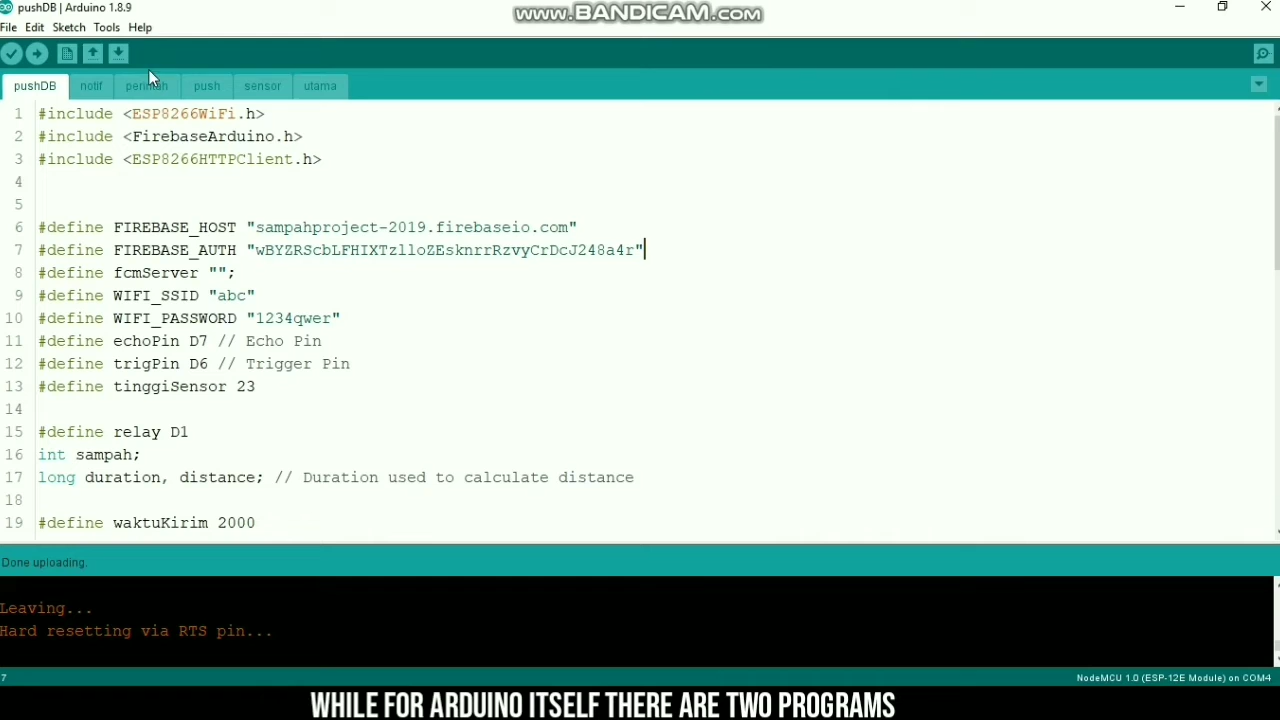 pushDB | Arduino 1.8.9
www.BANDICAM.com
File Edit Sketch Tools Help
pushDB notif push sensor utama
1 #include <ESP8266WiFi.h>
2 #include <FirebaseArduino.h>
3 #include <ESP8266HTTPClient.h>
4
5
6 #define FIREBASE_HOST "sampahproject-2019.firebaseio.com"
7 #define FIREBASE_AUTH "wBYZRScbLFHIXTzlloZEsknrrRzvyCrDcJ248a4r"
8 #define fcmServer "";
9 #define WIFI_SSID "abc"
10 #define WIFI_PASSWORD "1234qwer"
11 #define echoPin D7 // Echo Pin
12 #define trigPin D6 // Trigger Pin
13 #define tinggiSensor 23
14
15 #define relay D1
16 int sampah;
17 long duration, distance; // Duration used to calculate distance
18
19 #define waktuKirim 2000
Done uploading.
Leaving...
Hard resetting via RTS pin...
7 NodeMCU 1.0 (ESP-12E Module) on COM4
WHILE FOR ARDUINO ITSELF THERE ARE TWO PROGRAMS